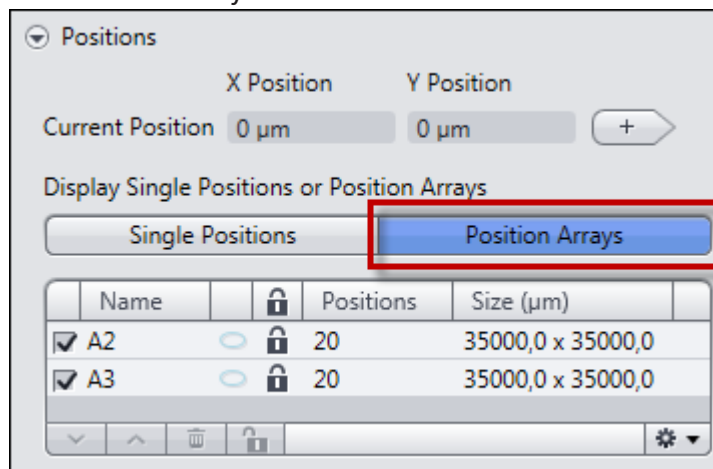 Positions
X Position Y Position
Current Position 0 µm 0 µm +
Display Single Positions or Position Arrays
Single Positions Position Arrays
Name Positions Size (µm)
A2 20 35000,0 x 35000,0
A3 20 35000,0 x 35000,0